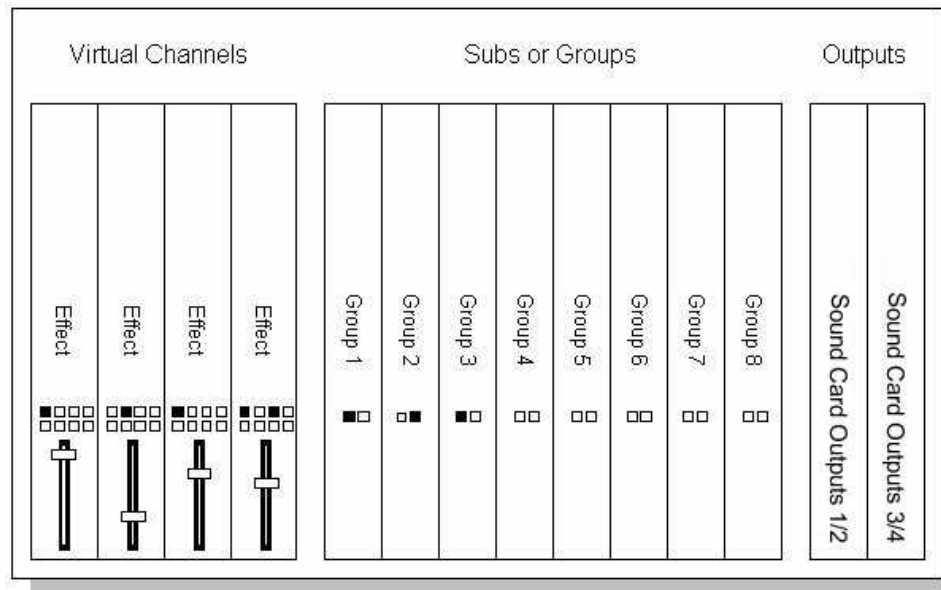 Virtual Channels
Subs or Groups
Outputs
Effect
Effect
Effect
Effect
Group 1
Group 2
Group 3
Group 4
Group 5
Group 6
Group 7
Group 8
Sound Card Outputs 1/2
Sound Card Outputs 3/4